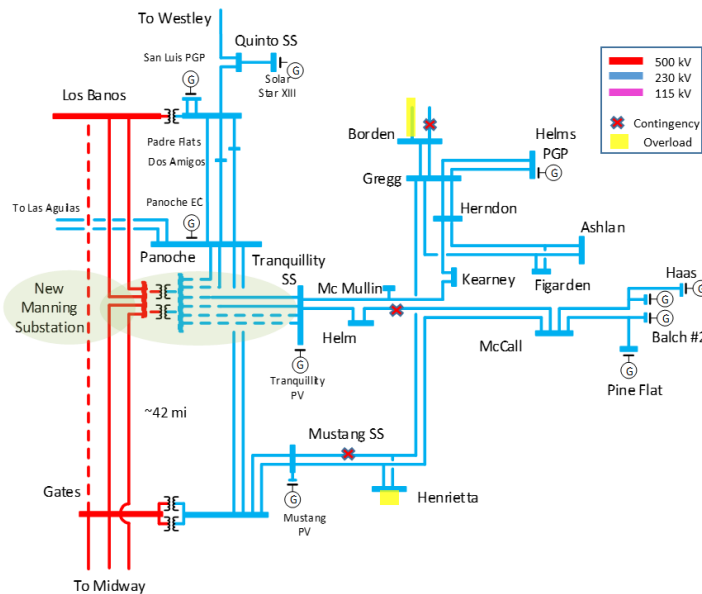 To Westley
Quinto SS
San Luis PGP
G
G
Solar
Star XIII
Los Banos
500 kV
230 kV
115 kV
Contingency
Overload
Padre Flats
Dos Amigos
Borden
Helms
PGP
G
Gregg
Panoche EC
G
To Las Aguilas
Herndon
Ashlan
Panoche
Tranquillity
SS
New
Manning
Substation
Mc Mullin
Kearney
Figarden
Haas
G
G
Helm
McCall
Balch #2
G
G
Tranquillity
PV
G
Pine Flat
~42 mi
Mustang SS
Gates
G
Mustang
PV
Henrietta
To Midway